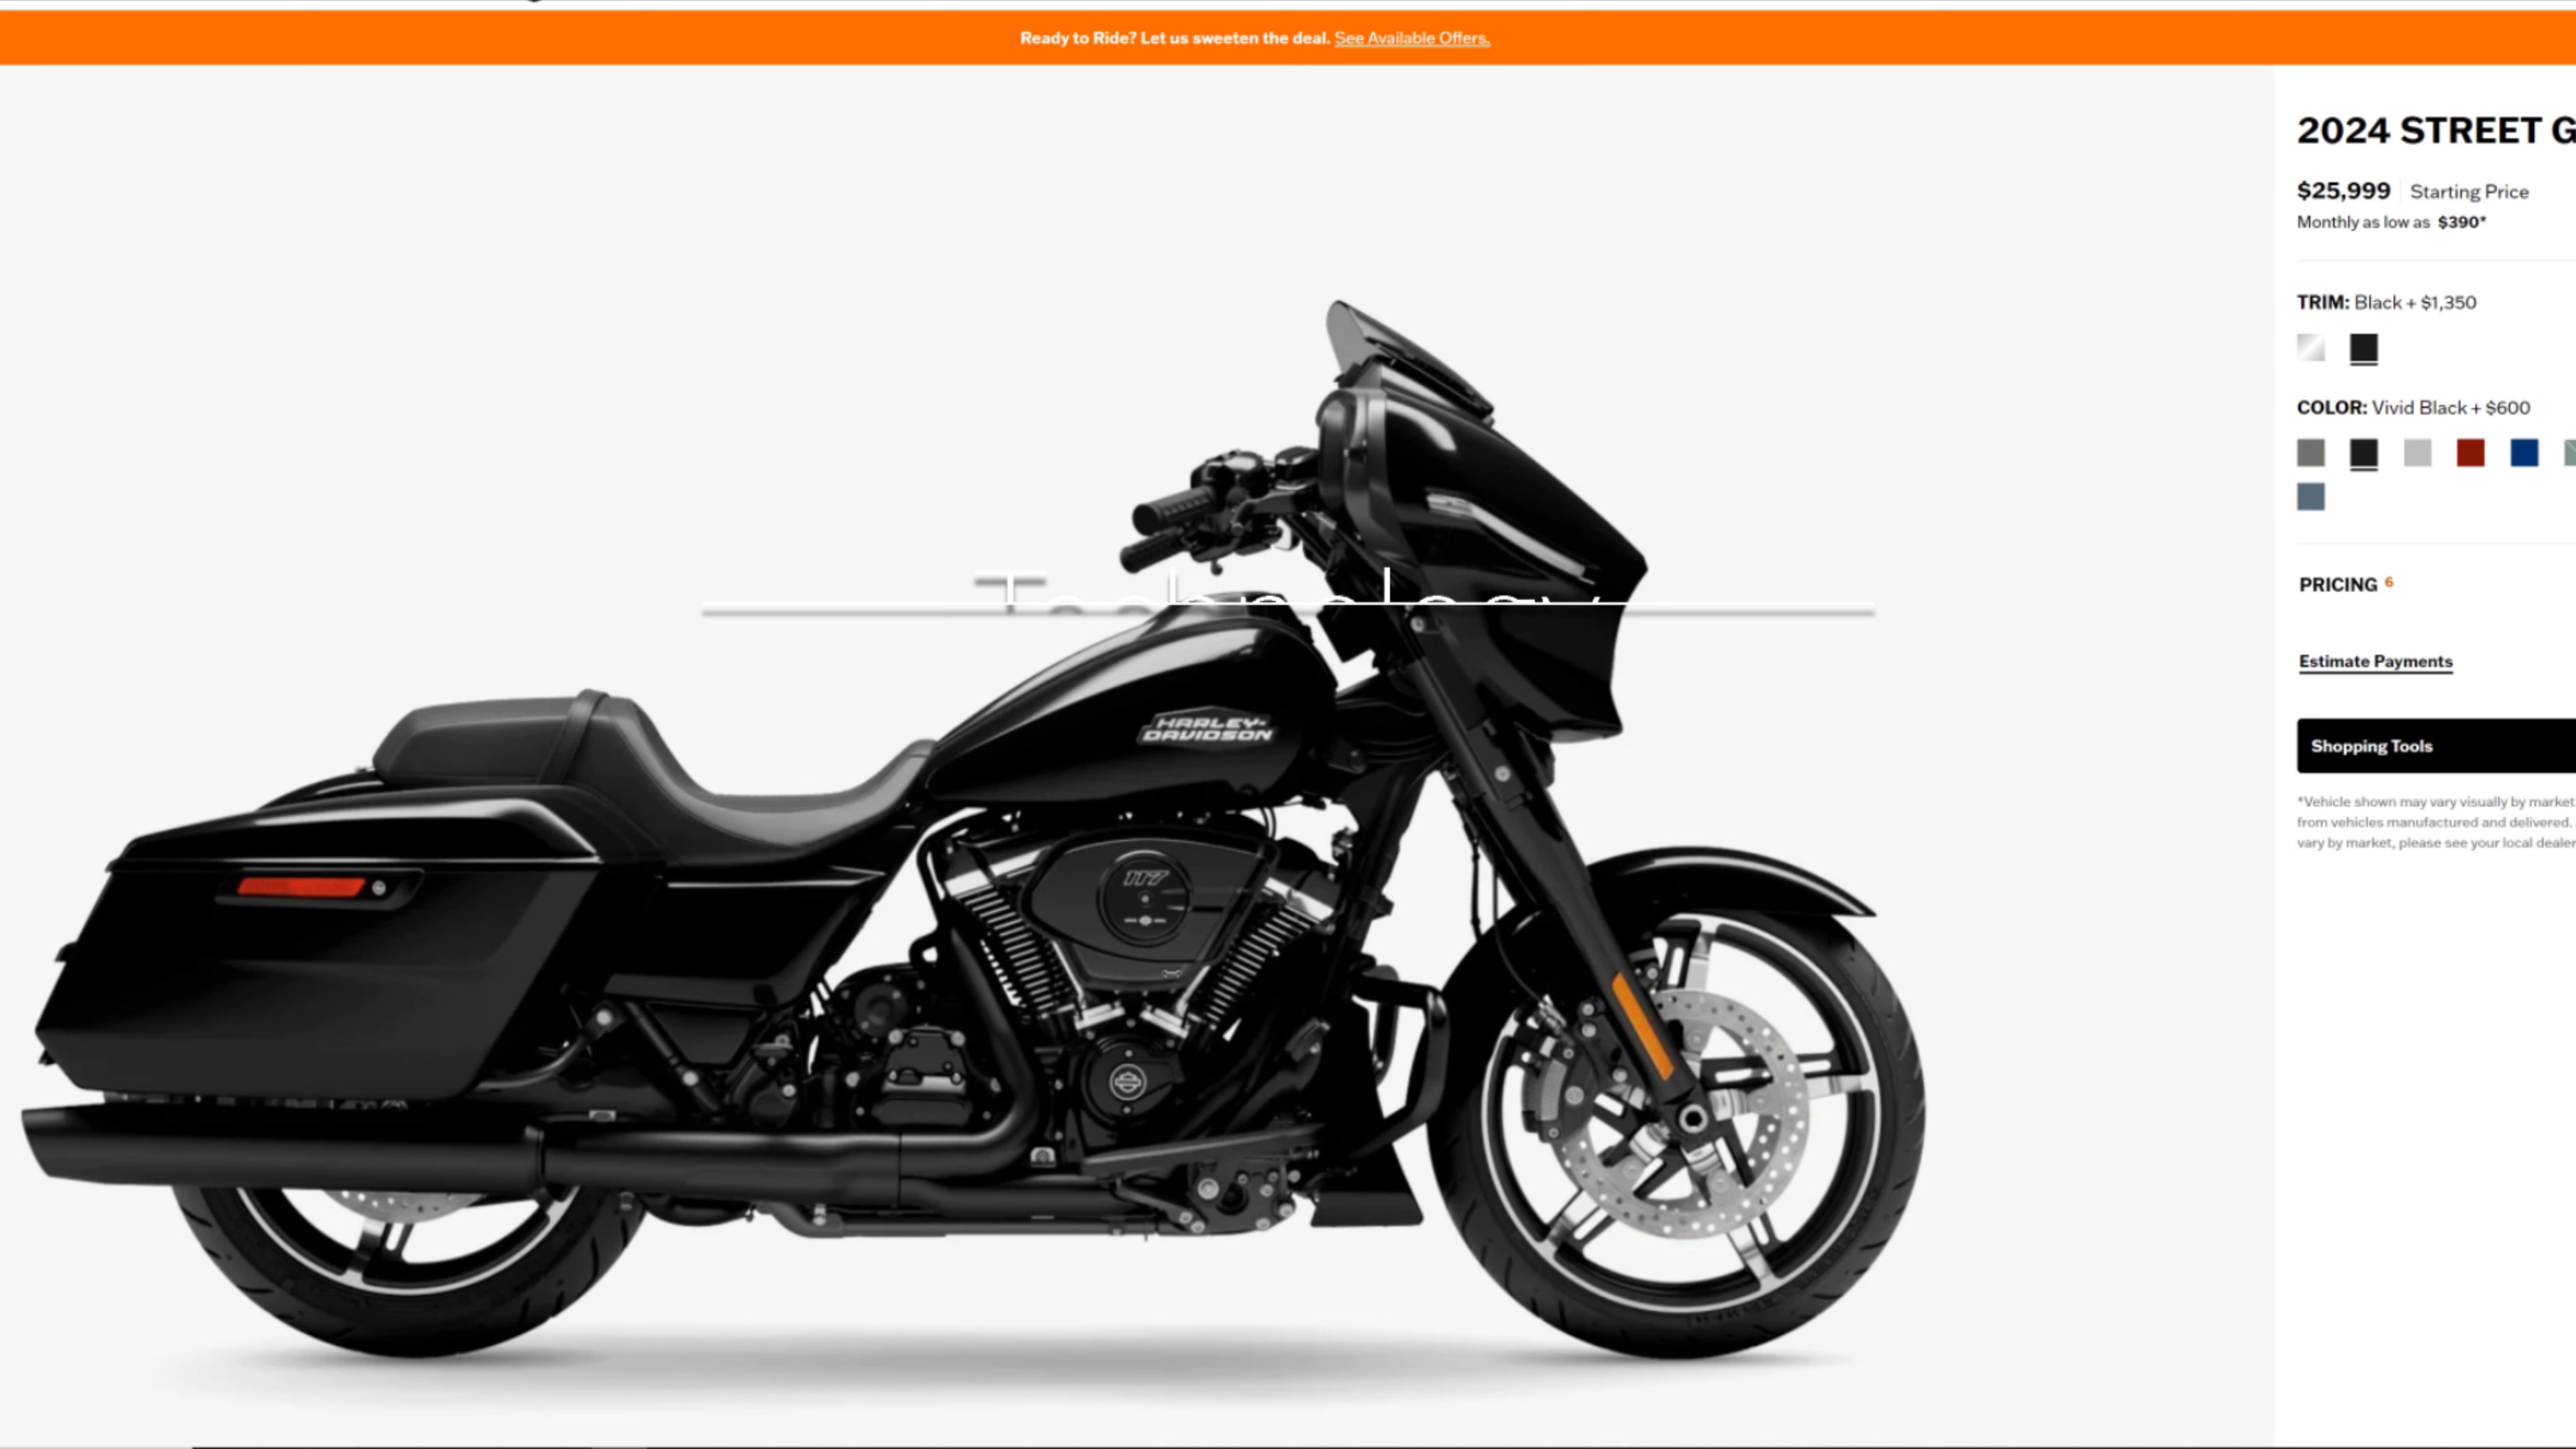 Ready to Ride? Let us sweeten the deal. See Available Offers.
2024 STREET G
$25,999 Starting Price
Monthly as low as $390*
TRIM: Black + $1,350
COLOR: Vivid Black + $600
Technology
HARLEY-
DAVIDSON
PRICING 6
Estimate Payments
Shopping Tools
*Vehicle shown may vary visually by market
from vehicles manufactured and delivered.
vary by market, please see your local dealer
117